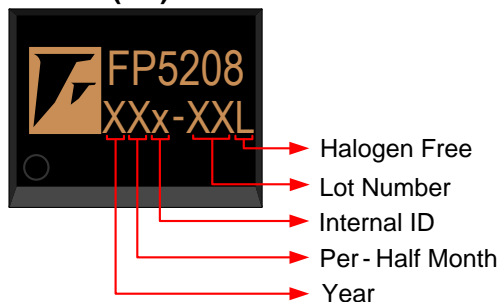 FP5208
XXx-XXL
Halogen Free
Lot Number
Internal ID
Per-Half Month
Year